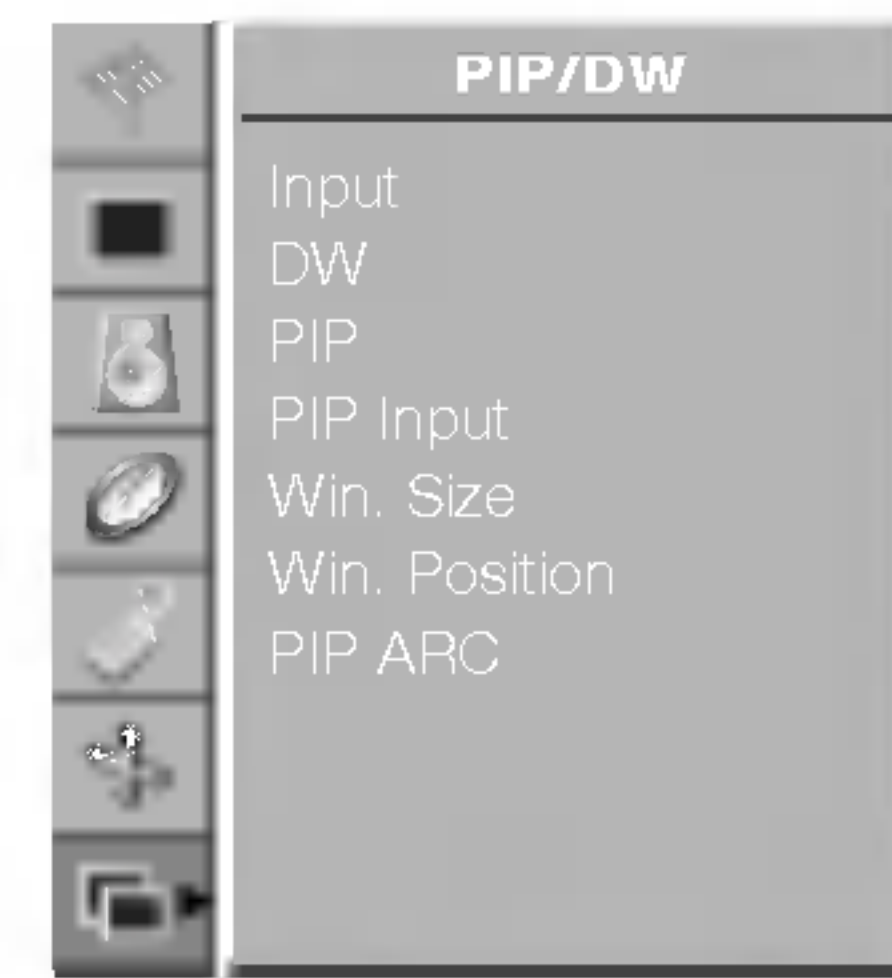 PIP/DW
Input
DW
PIP
PIP Input
Win. Size
Win. Position
PIP ARC